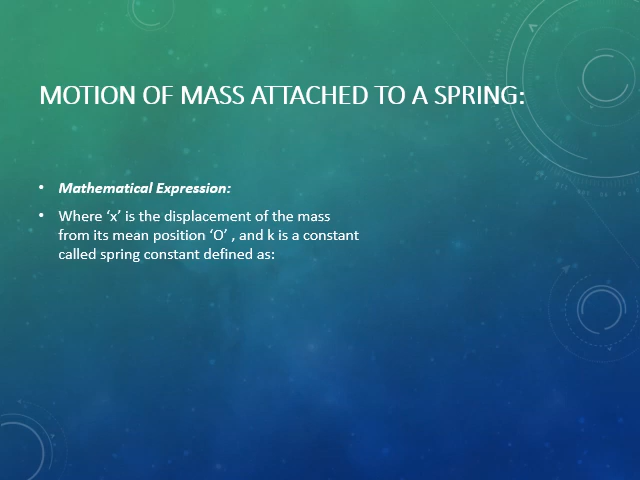 MOTION OF MASS ATTACHED TO A SPRING:
• Mathematical Expression:
• Where ‘x’ is the displacement of the mass
from its mean position ‘O’ , and k is a constant
called spring constant defined as: